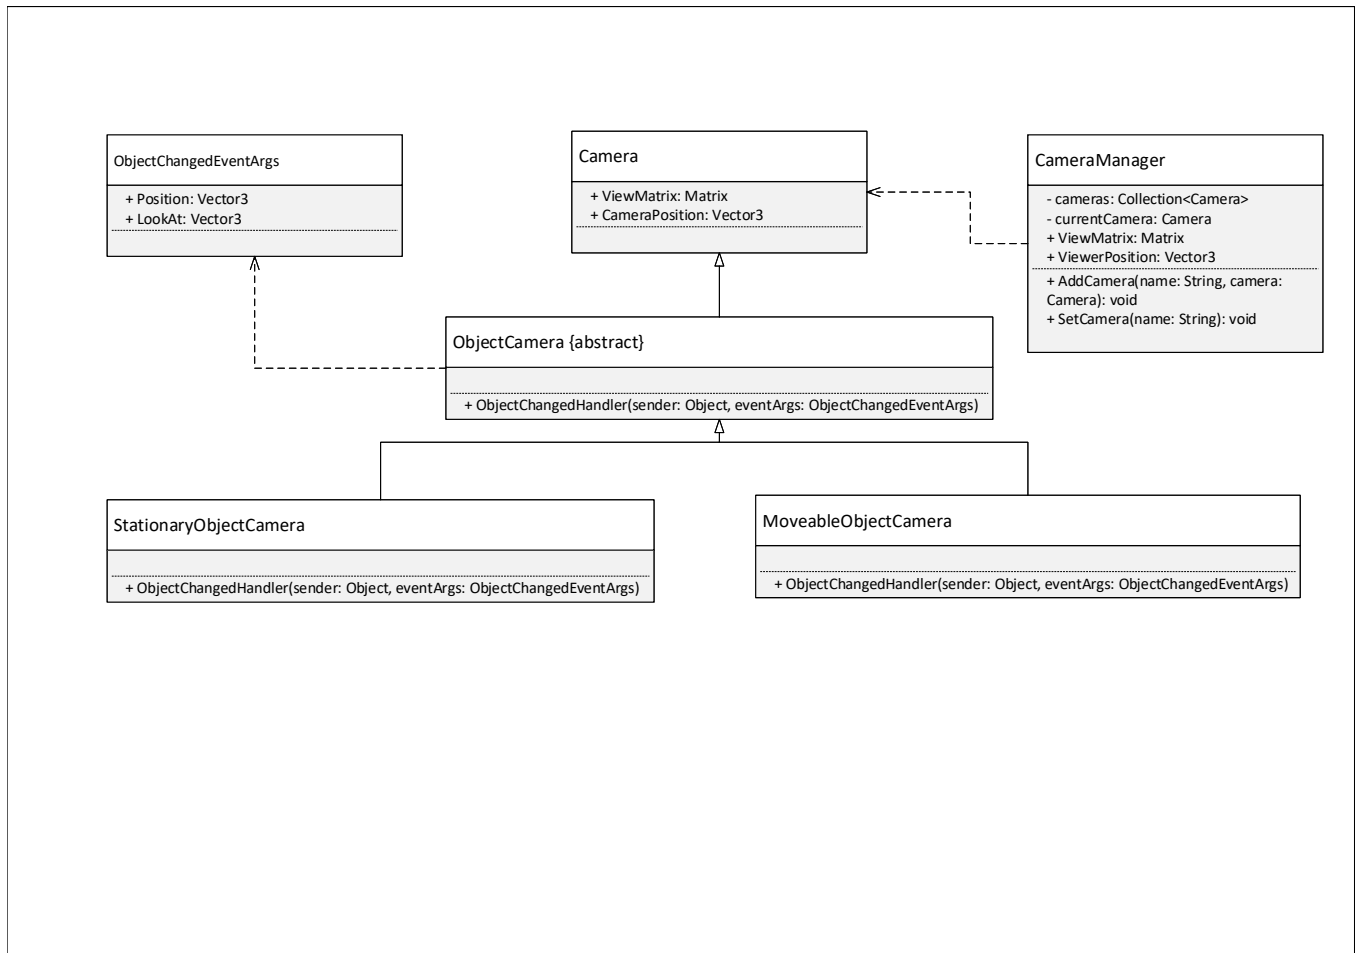 ObjectChangedEventArgs
+ Position: Vector3
+ LookAt: Vector3
Camera
+ ViewMatrix: Matrix
+ CameraPosition: Vector3
CameraManager
- cameras: Collection<Camera>
- currentCamera: Camera
+ ViewMatrix: Matrix
+ ViewerPosition: Vector3
+ AddCamera(name: String, camera:
Camera): void
+ SetCamera(name: String): void
ObjectCamera {abstract}
+ ObjectChangedHandler(sender: Object, eventArgs: ObjectChangedEventArgs)
StationaryObjectCamera
+ ObjectChangedHandler(sender: Object, eventArgs: ObjectChangedEventArgs)
MoveableObjectCamera
+ ObjectChangedHandler(sender: Object, eventArgs: ObjectChangedEventArgs)